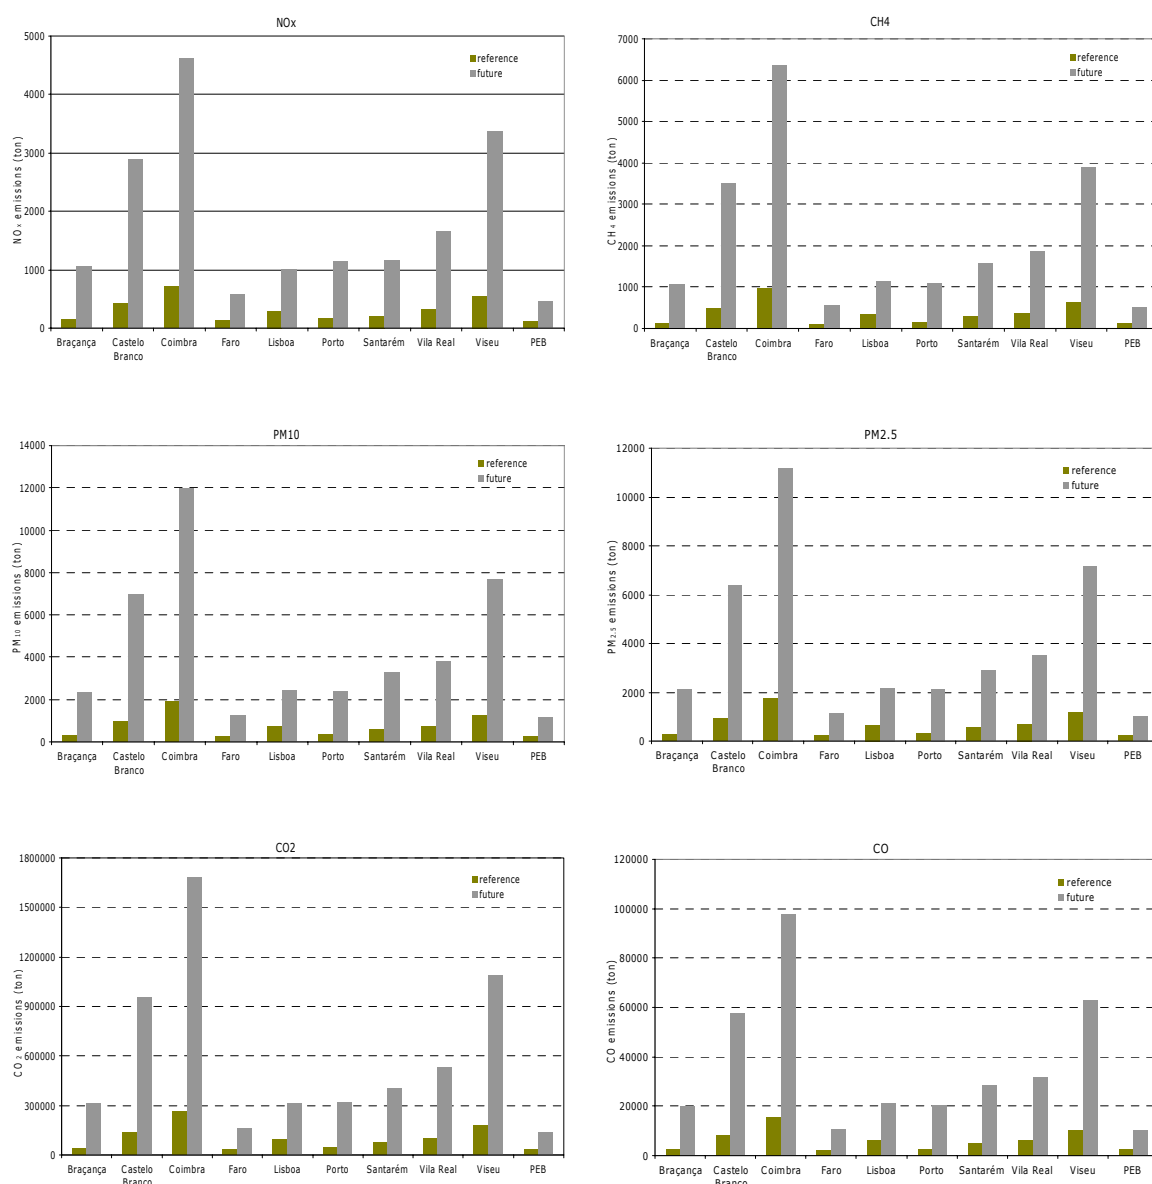 NOx
5000
4000
3000
2000
1000
0
NOx emissions (ton)
reference
future
Bragança Castelo Coimbra Faro Lisboa Porto Santarém Vila Real Viseu PEB
Branco
CH4
7000
6000
5000
4000
3000
2000
1000
0
CH4 emissions (ton)
reference
future
Bragança Castelo Coimbra Faro Lisboa Porto Santarém Vila Real Viseu PEB
Branco
PM10
14000
12000
10000
8000
6000
4000
2000
0
PM10 emissions (ton)
reference
future
Bragança Castelo Coimbra Faro Lisboa Porto Santarém Vila Real Viseu PEB
Branco
PM2.5
12000
10000
8000
6000
4000
2000
0
PM2.5 emissions (ton)
reference
future
Bragança Castelo Coimbra Faro Lisboa Porto Santarém Vila Real Viseu PEB
Branco
CO2
1800000
1500000
1200000
900000
600000
300000
0
CO2 emissions (ton)
reference
future
Bragança Castelo Coimbra Faro Lisboa Porto Santarém Vila Real Viseu PEB
Branco
CO
120000
100000
80000
60000
40000
20000
0
CO emissions (ton)
reference
future
Bragança Castelo Coimbra Faro Lisboa Porto Santarém Vila Real Viseu PEB
Branco